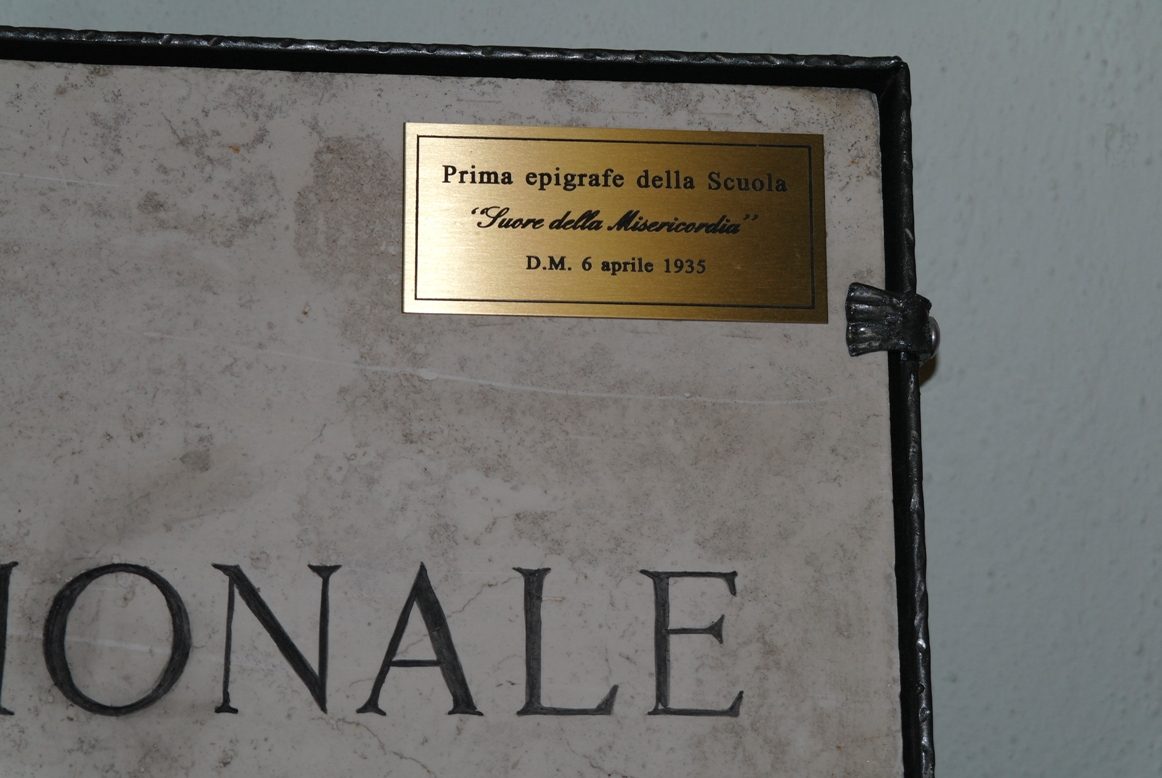 Prima epigrafe della Scuola
“Suore della Misericordia”
D.M. 6 aprile 1935
IONALE